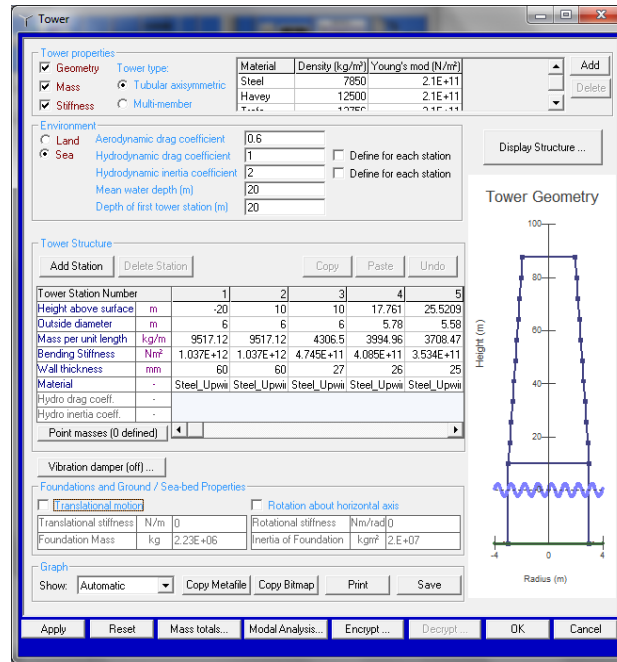 Tower
Tower properties
Geometry Tower type:
Mass Tubular axisymmetric
Stiffness Multi-member
Material Density (kg/m³) Young's mod (N/m²)
Steel 7850 2.1E+11
Havey 12500 2.1E+11
Add
Delete
Environment
Land
Sea
Aerodynamic drag coefficient 0.6
Hydrodynamic drag coefficient 1 Define for each station
Hydrodynamic inertia coefficient 2 Define for each station
Mean water depth (m) 20
Depth of first tower station (m) 20
Display Structure ...
Tower Structure
Add Station Delete Station Copy Paste Undo
Tower Station Number 1 2 3 4 5
Height above surface m -20 10 10 17.761 25.5209
Outside diameter m 6 6 6 5.78 5.58
Mass per unit length kg/m 9517.12 9517.12 4306.5 3994.96 3708.47
Bending Stiffness Nm² 1.037E+12 1.037E+12 4.745E+11 4.085E+11 3.534E+11
Wall thickness mm 60 60 27 26 25
Material - Steel_Upwi Steel_Upwi Steel_Upwi Steel_Upwi Steel_Upwi
Hydro drag coeff. -
Hydro inertia coeff. -
Point masses (0 defined)
Vibration damper (off) ...
Foundations and Ground / Sea-bed Properties
Translational motion Rotation about horizontal axis
Translational stiffness N/m 0 Rotational stiffness Nm/rad 0
Foundation Mass kg 2.23E+06 Inertia of Foundation kgm² 2.E+07
Graph
Show: Automatic Copy Metafile Copy Bitmap Print Save
Tower Geometry
Height (m)
100
80
60
40
20
-4 0 4
Radius (m)
Apply Reset Mass totals... Modal Analysis... Encrypt ... Decrypt ... OK Cancel